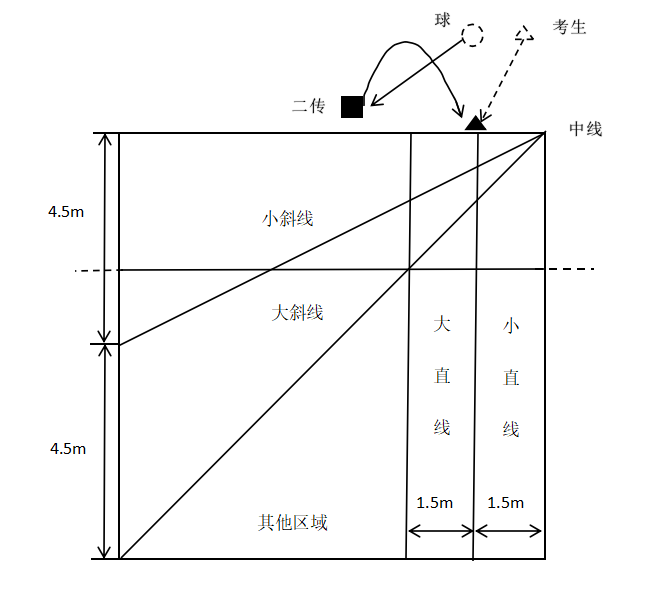 球
考生
二传
中线
4.5m
小斜线
大斜线
大直线
小直线
4.5m
1.5m
1.5m
其他区域